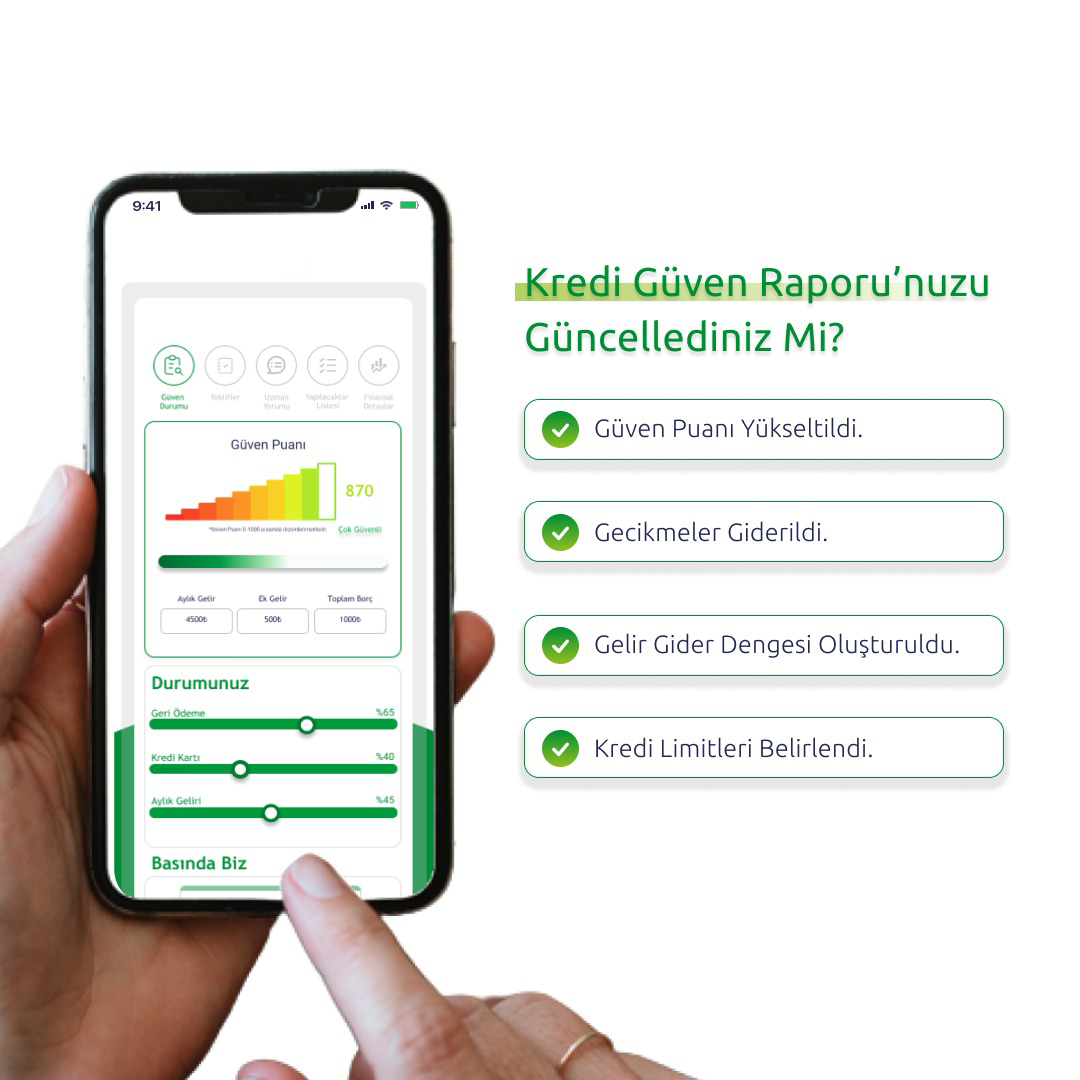 9:41
Güven
Durumu
Teklifler
Uzman
Yorumu
Yapılacaklar
Listesi
Finansal
Detaylar
Güven Puanı
870
*Güven Puanı 0-1000 arasında ölçümlenmektedir.
Çok Güvenli
Aylık Gelir
Ek Gelir
Toplam Borç
4500₺
500₺
1000₺
Durumunuz
Geri Ödeme
%65
Kredi Kartı
%40
Aylık Geliri
%45
Basında Biz
Kredi Güven Raporu’nuzu
Güncellediniz Mi?
Güven Puanı Yükseltildi.
Gecikmeler Giderildi.
Gelir Gider Dengesi Oluşturuldu.
Kredi Limitleri Belirlendi.